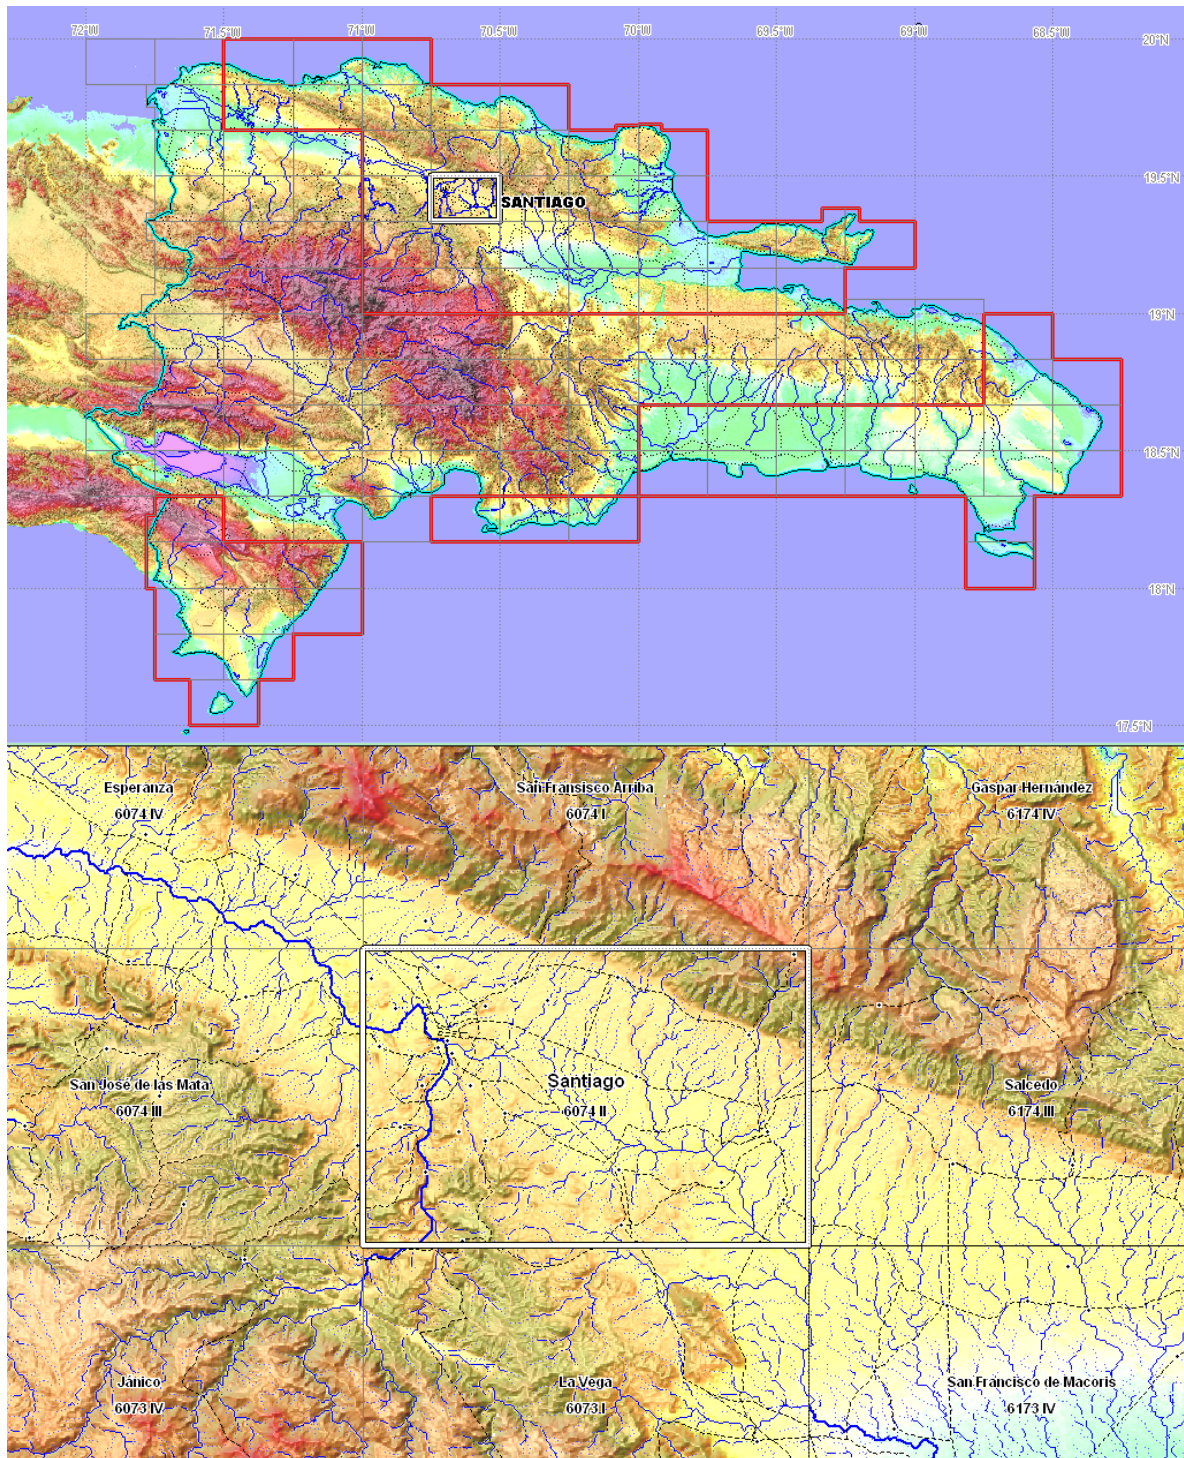 72°W
71.5°W
71°W
70.5°W
70°W
69.5°W
69°W
68.5°W
20°N
19.5°N
SANTIAGO
19°N
18.5°N
18°N
17.5°N
Esperanza
6074 IV
San Fransisco Arriba
6074 I
Gaspar Hernández
6174 IV
San José de las Mata
6074 III
Santiago
6074 II
Salcedo
6174 III
Jánico
6073 IV
La Vega
6073 I
San Francisco de Macoris
6173 IV